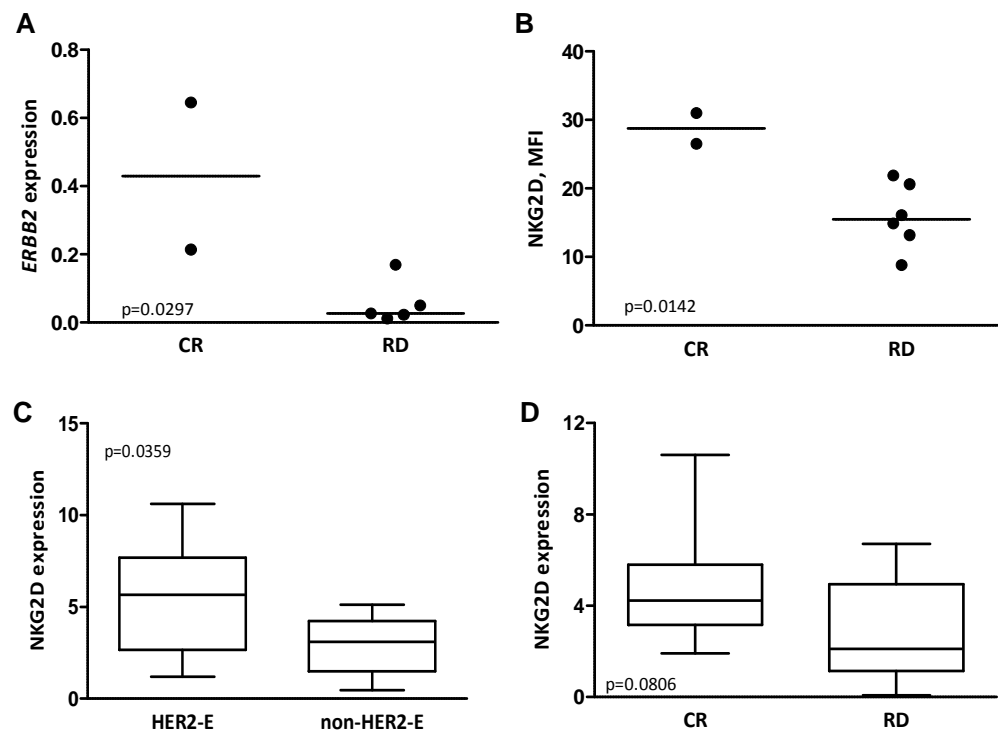 A
ERBB2 expression
0.8
0.6
0.4
0.2
0.0
p=0.0297
CR
RD
B
NKG2D, MFI
40
30
20
10
0
p=0.0142
CR
RD
C
NKG2D expression
15
10
5
0
p=0.0359
HER2-E
non-HER2-E
D
NKG2D expression
12
8
4
0
p=0.0806
CR
RD